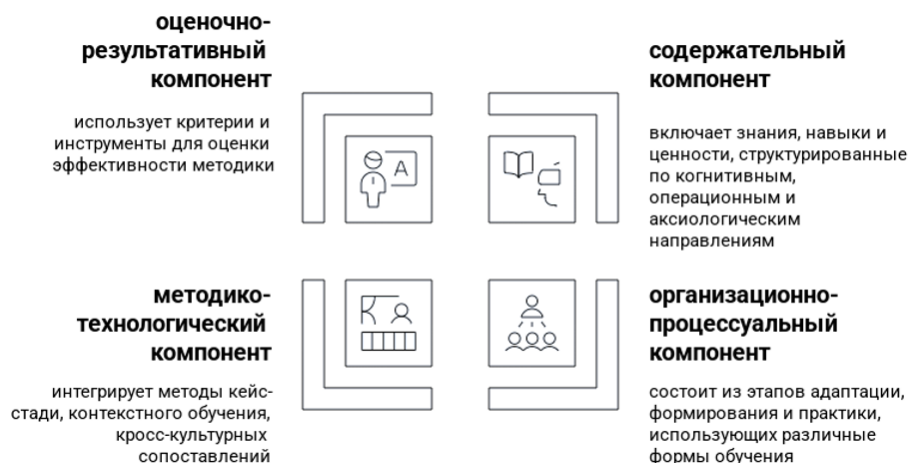 оценочно-
результативный
компонент
использует критерии и
инструменты для оценки
эффективности методики
содержательный
компонент
включает знания, навыки и
ценности, структурированные
по когнитивным,
операционным и
аксиологическим
направлениям
методико-
технологический
компонент
интегрирует методы кейс-
стади, контекстного обучения,
кросс-культурных
сопоставлений
организационно-
процессуальный
компонент
состоит из этапов адаптации,
формирования и практики,
использующих различные
формы обучения
A